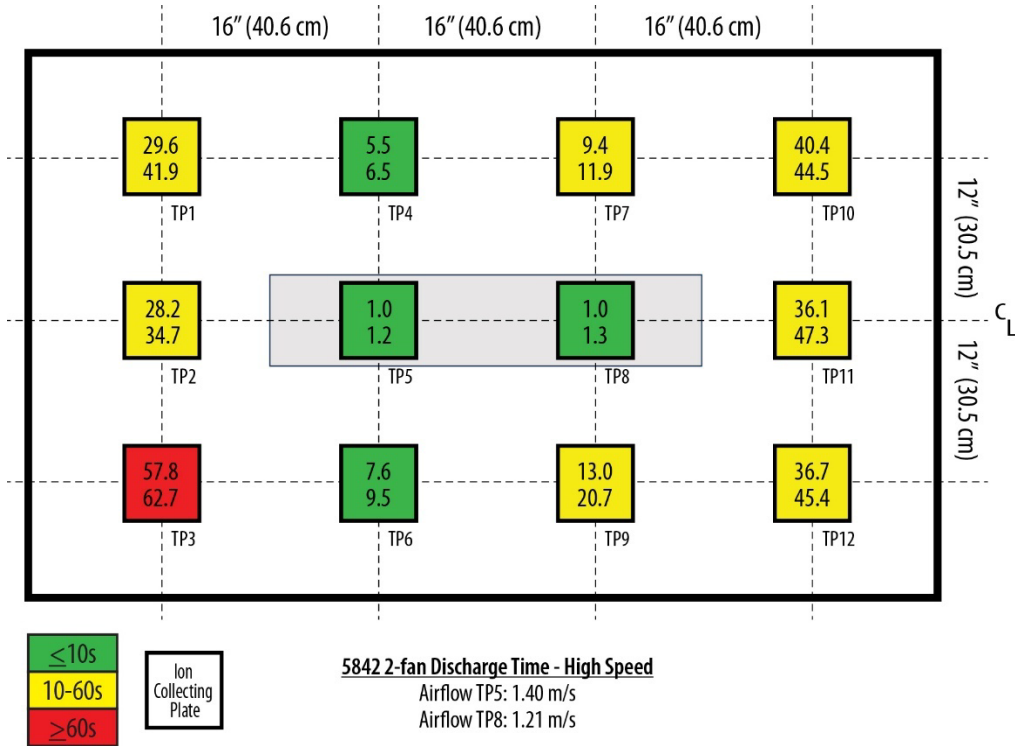 16″ (40.6 cm) 16″ (40.6 cm) 16″ (40.6 cm)
29.6
41.9
TP1
5.5
6.5
TP4
9.4
11.9
TP7
40.4
44.5
TP10
12″ (30.5 cm)
28.2
34.7
TP2
1.0
1.2
TP5
1.0
1.3
TP8
36.1
47.3
TP11
CL
12″ (30.5 cm)
57.8
62.7
TP3
7.6
9.5
TP6
13.0
20.7
TP9
36.7
45.4
TP12
≤10s
10-60s
≥60s
Ion
Collecting
Plate
5842 2-fan Discharge Time - High Speed
Airflow TP5: 1.40 m/s
Airflow TP8: 1.21 m/s